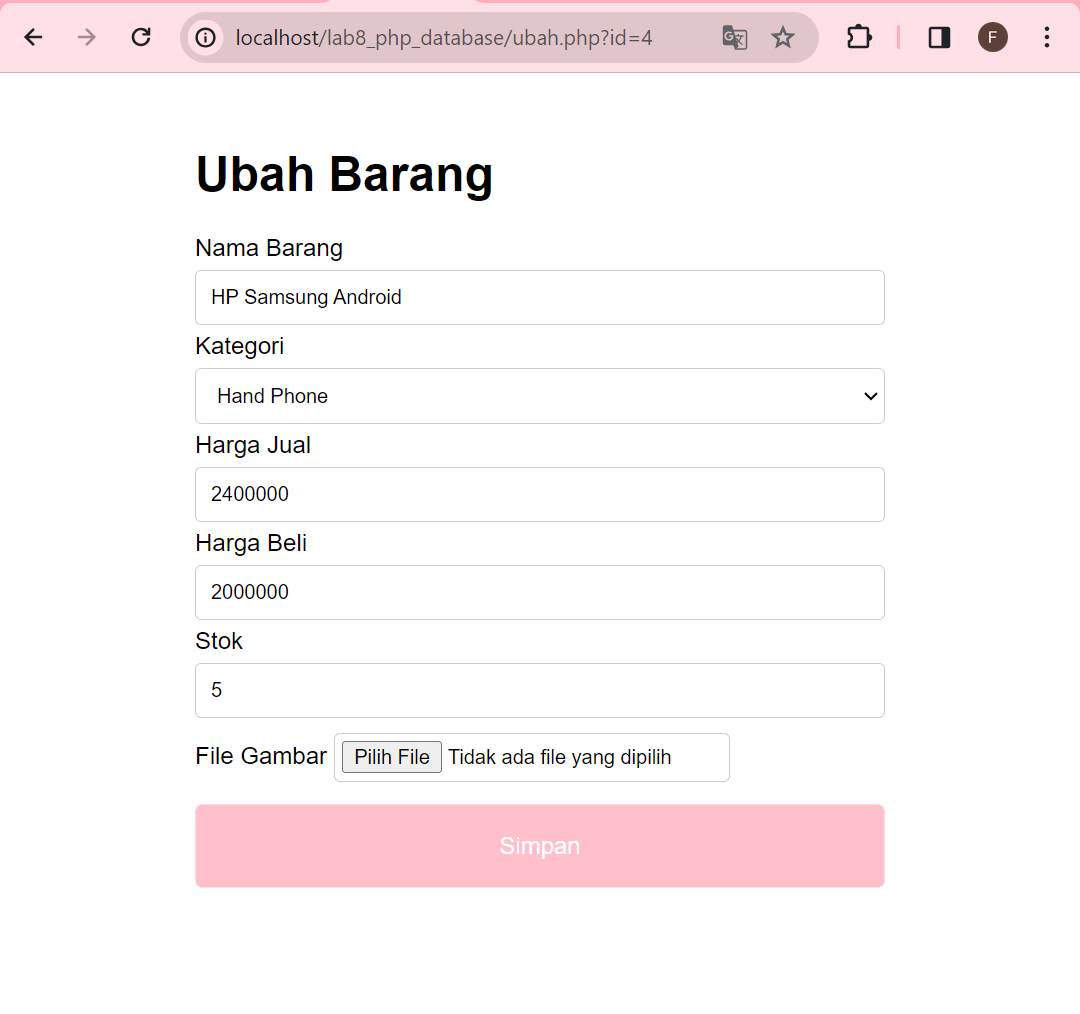 localhost/lab8_php_database/ubah.php?id=4
F
Ubah Barang
Nama Barang
HP Samsung Android
Kategori
Hand Phone
Harga Jual
2400000
Harga Beli
2000000
Stok
5
File Gambar Pilih File Tidak ada file yang dipilih
Simpan